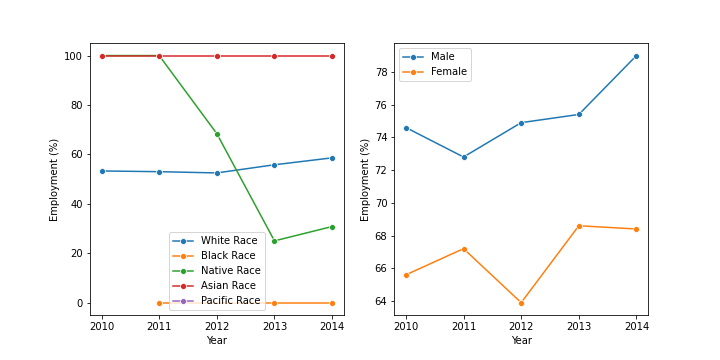 100
80
60
40
20
0
Employment (%)
White Race
Black Race
Native Race
Asian Race
Pacific Race
2010 2011 2012 2013 2014
Year
78
76
74
72
70
68
66
64
Employment (%)
Male
Female
2010 2011 2012 2013 2014
Year